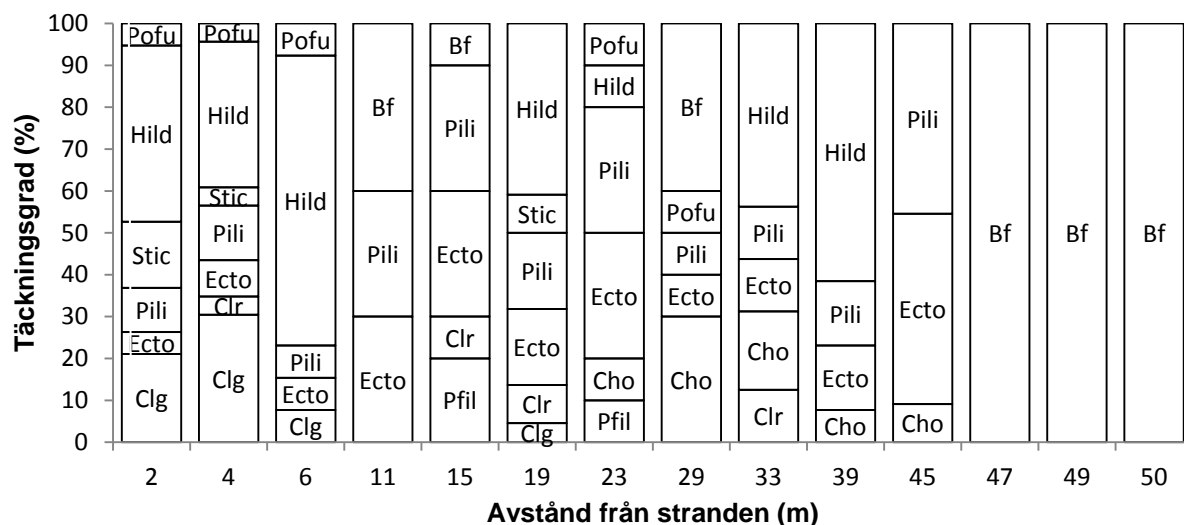 Täckningsgrad (%)
100
90
80
70
60
50
40
30
20
10
0
Pofu
Hild
Stic
Pili
Ecto
Clg
Pofu
Hild
Stic
Pili
Ecto
Clr
Clg
Pofu
Hild
Pili
Ecto
Clg
Bf
Pili
Ecto
Bf
Pili
Ecto
Clr
Pfil
Hild
Stic
Pili
Ecto
Clr
Clg
Pofu
Hild
Pili
Ecto
Cho
Pfil
Bf
Pofu
Pili
Ecto
Cho
Hild
Pili
Ecto
Cho
Clr
Hild
Pili
Ecto
Cho
Pili
Ecto
Cho
Bf
Bf
Bf
2 4 6 11 15 19 23 29 33 39 45 47 49 50
Avstånd från stranden (m)